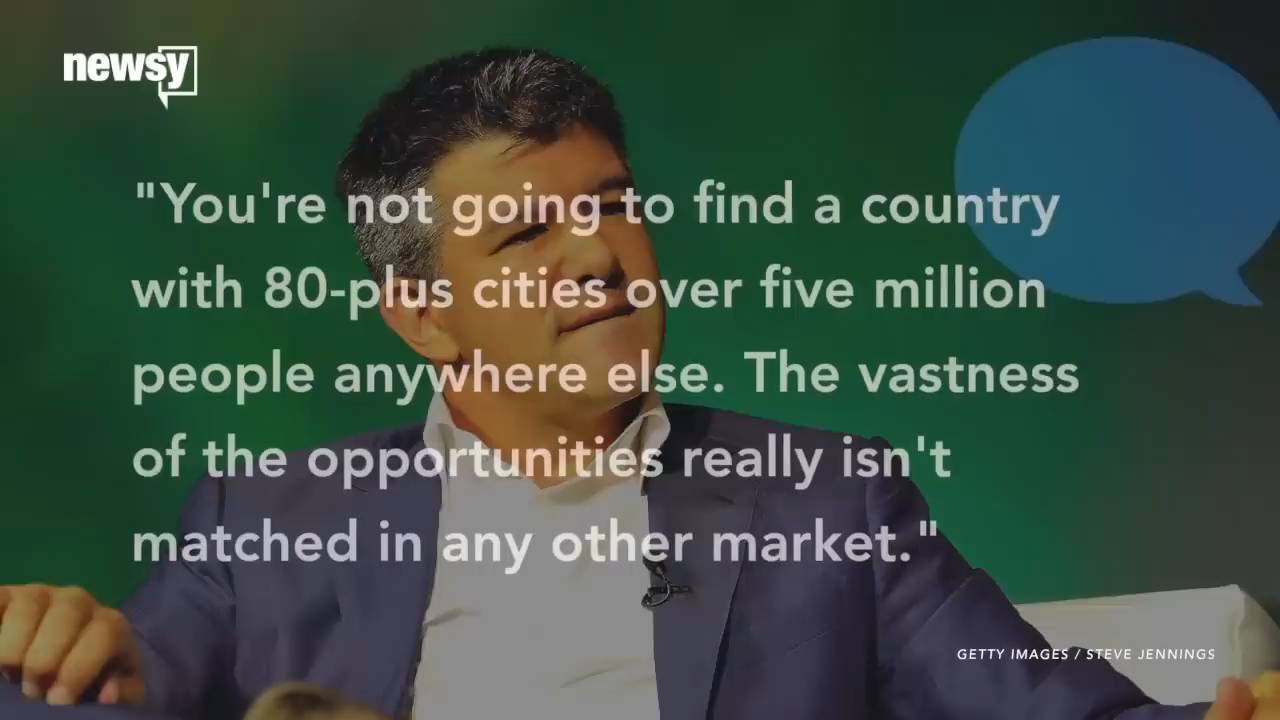 newsy
"You're not going to find a country
with 80-plus cities over five million
people anywhere else. The vastness
of the opportunities really isn't
matched in any other market."
GETTY IMAGES / STEVE JENNINGS